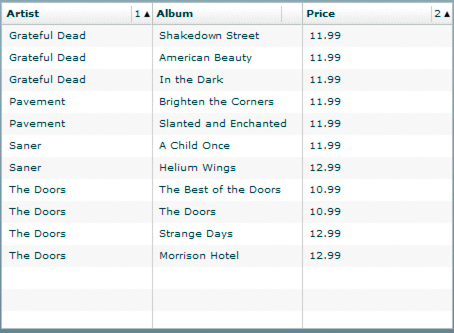 Artist 1 ▲ Album Price 2 ▲
Grateful Dead Shakedown Street 11.99
Grateful Dead American Beauty 11.99
Grateful Dead In the Dark 11.99
Pavement Brighten the Corners 11.99
Pavement Slanted and Enchanted 11.99
Saner A Child Once 11.99
Saner Helium Wings 12.99
The Doors The Best of the Doors 10.99
The Doors The Doors 10.99
The Doors Strange Days 12.99
The Doors Morrison Hotel 12.99